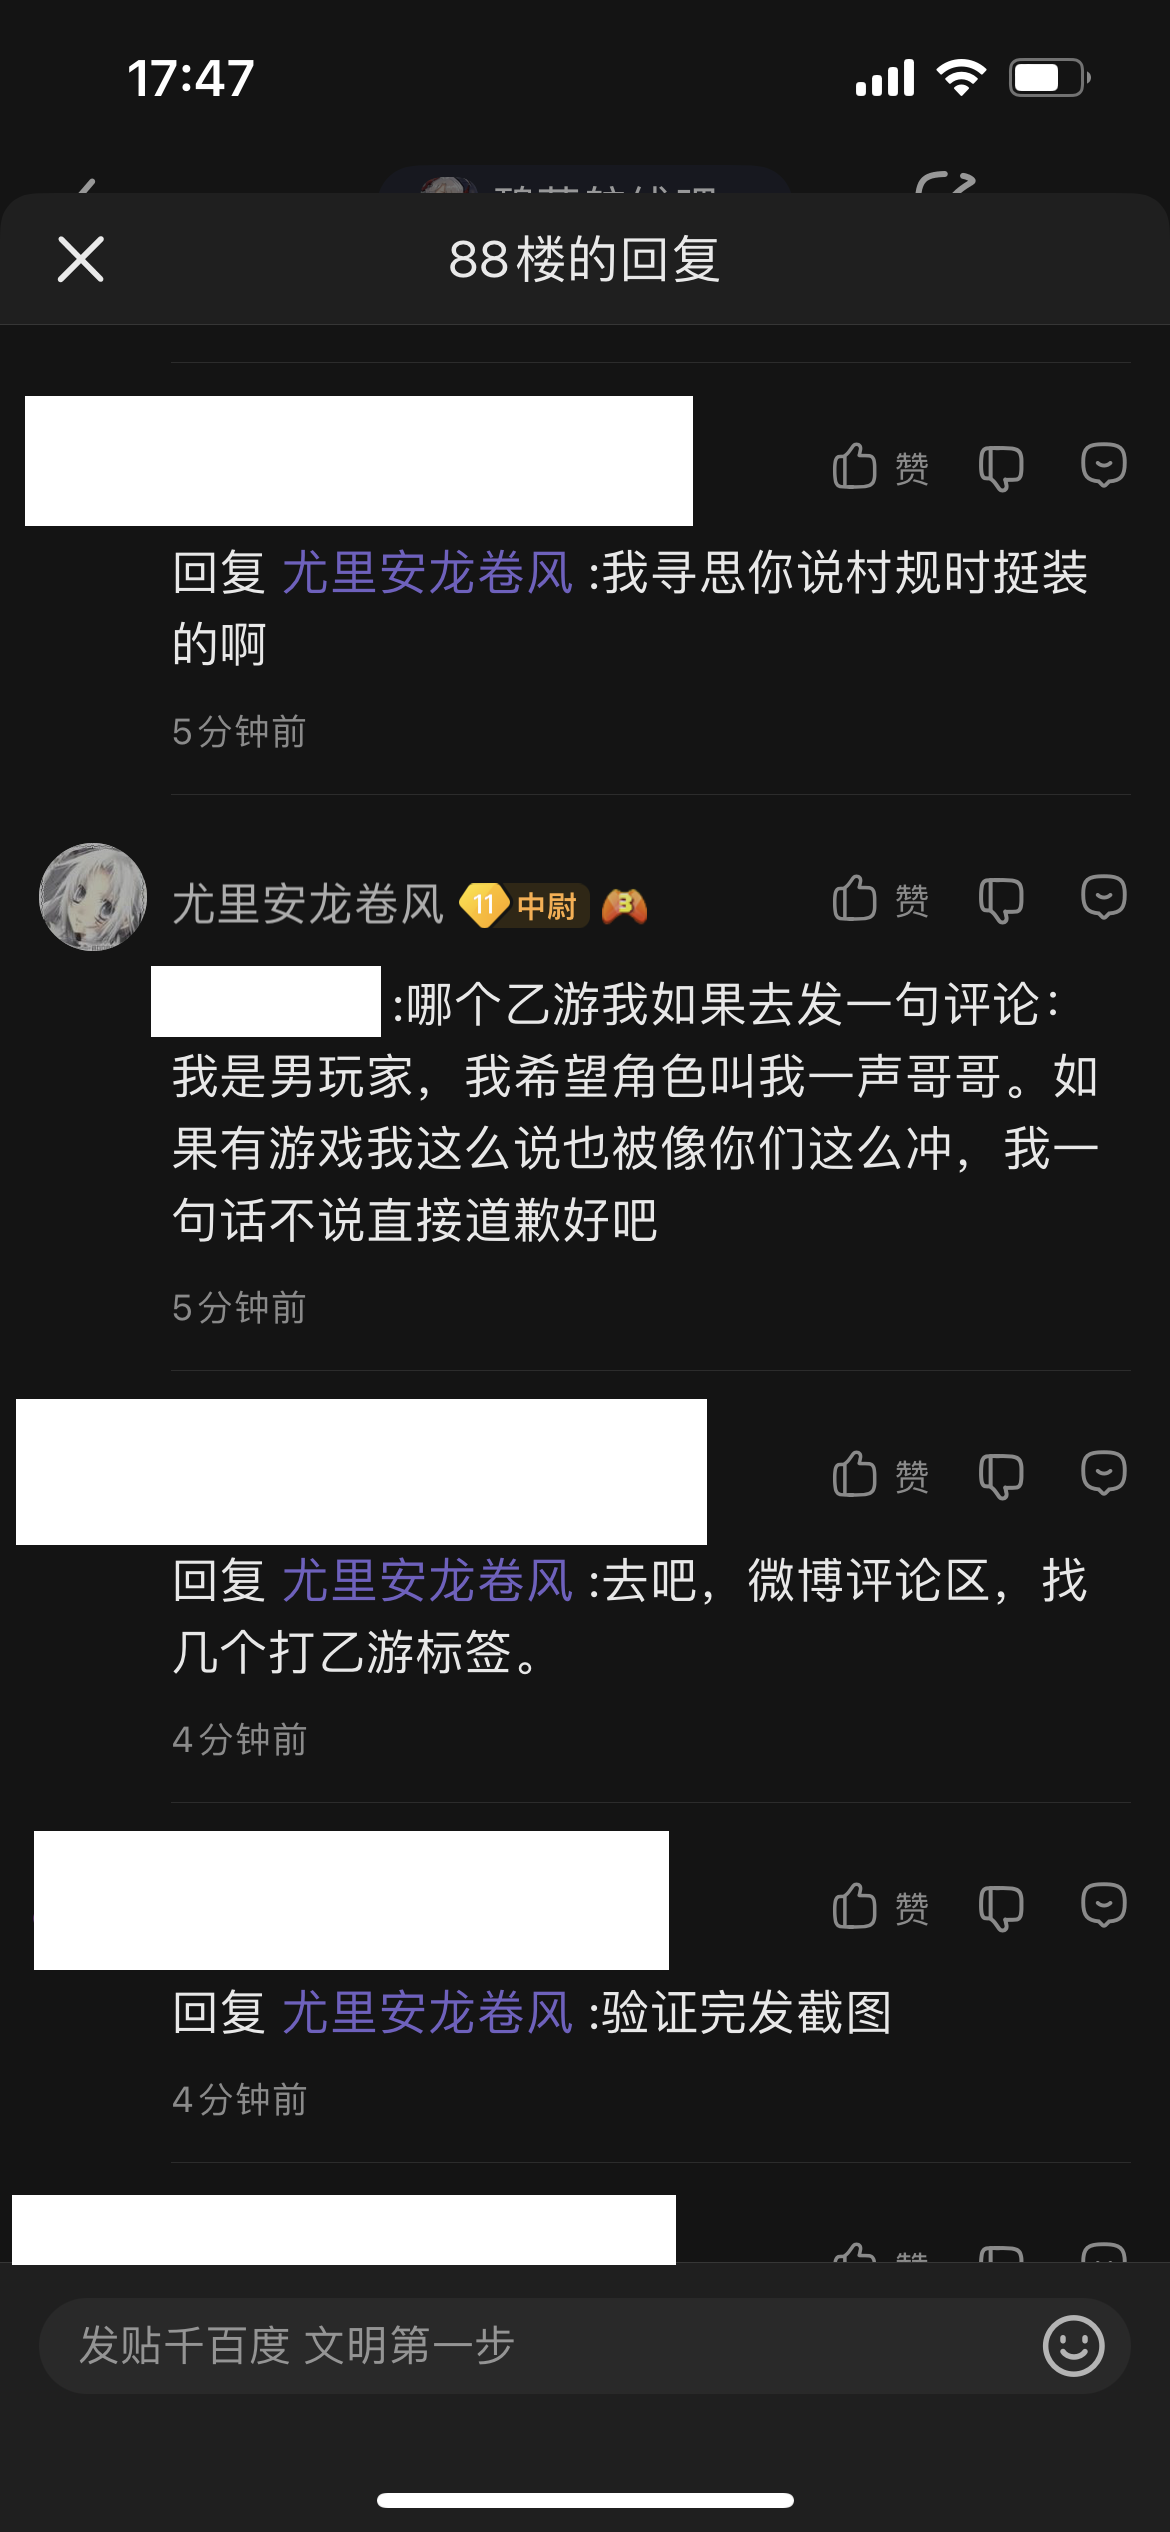 17:47
88楼的回复
赞
回复 尤里安龙卷风 :我寻思你说村规时挺装
的啊
5分钟前
尤里安龙卷风 11 中尉 3
赞
:哪个乙游我如果去发一句评论：
我是男玩家，我希望角色叫我一声哥哥。如
果有游戏我这么说也被像你们这么冲，我一
句话不说直接道歉好吧
5分钟前
赞
回复 尤里安龙卷风 :去吧，微博评论区，找
几个打乙游标签。
4分钟前
赞
回复 尤里安龙卷风 :验证完发截图
4分钟前
赞
发贴千百度 文明第一步